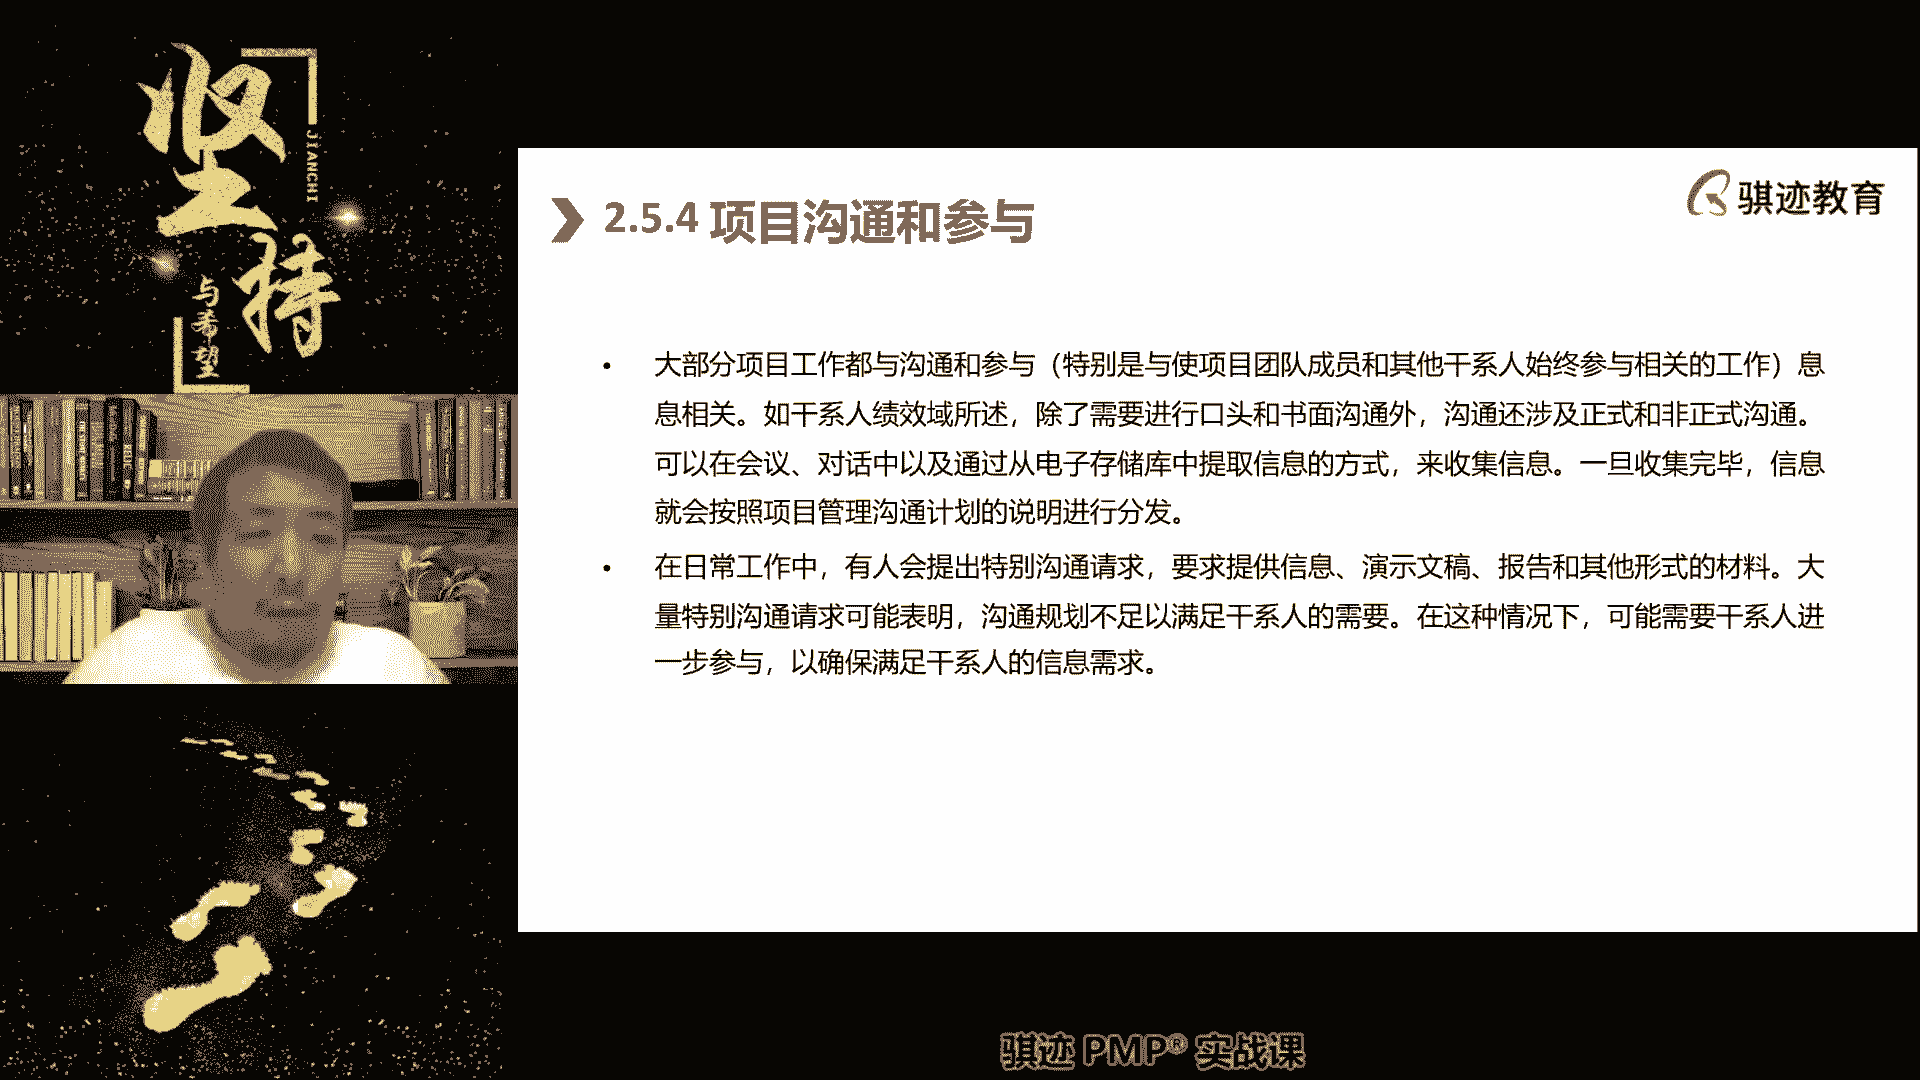 坚持
JIANCHI
与希望
骐迹教育
2.5.4 项目沟通和参与
• 大部分项目工作都与沟通和参与（特别是与使项目团队成员和其他干系人始终参与相关的工作）息
息相关。如干系人绩效域所述，除了需要进行口头和书面沟通外，沟通还涉及正式和非正式沟通。
可以在会议、对话中以及通过从电子存储库中提取信息的方式，来收集信息。一旦收集完毕，信息
就会按照项目管理沟通计划的说明进行分发。
• 在日常工作中，有人会提出特别沟通请求，要求提供信息、演示文稿、报告和其他形式的材料。大
量特别沟通请求可能表明，沟通规划不足以满足干系人的需要。在这种情况下，可能需要干系人进
一步参与，以确保满足干系人的信息需求。
骐迹 PMP® 实战课